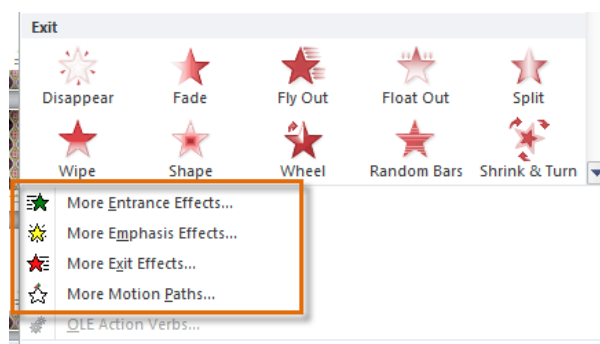 Exit
Disappear Fade Fly Out Float Out Split
Wipe Shape Wheel Random Bars Shrink & Turn
More Entrance Effects...
More Emphasis Effects...
More Exit Effects...
More Motion Paths...
OLE Action Verbs...